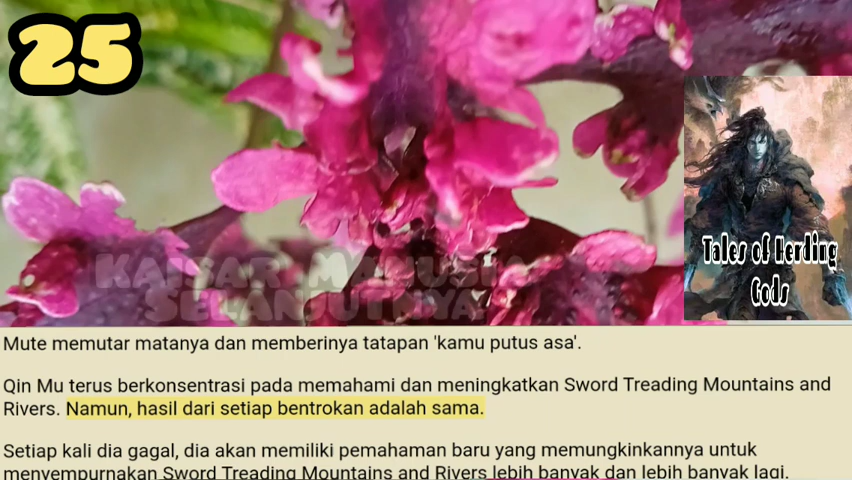 25
KAISAR MANUSIA
SELANJUTNYA
Tales of Herding
Gods
Mute memutar matanya dan memberinya tatapan 'kamu putus asa'.
Qin Mu terus berkonsentrasi pada memahami dan meningkatkan Sword Treading Mountains and
Rivers. Namun, hasil dari setiap bentrokan adalah sama.
Setiap kali dia gagal, dia akan memiliki pemahaman baru yang memungkinkannya untuk
menyempurnakan Sword Treading Mountains and Rivers lebih banyak dan lebih banyak lagi.